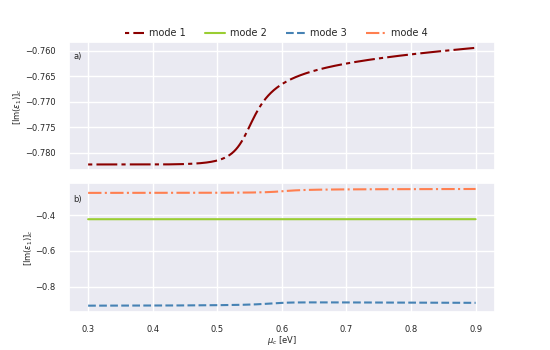 mode 1 mode 2 mode 3 mode 4
a)
−0.760
−0.765
−0.770
−0.775
−0.780
[Im(ε₁)]c
b)
−0.4
−0.6
−0.8
[Im(ε₁)]c
0.3 0.4 0.5 0.6 0.7 0.8 0.9
μc [eV]